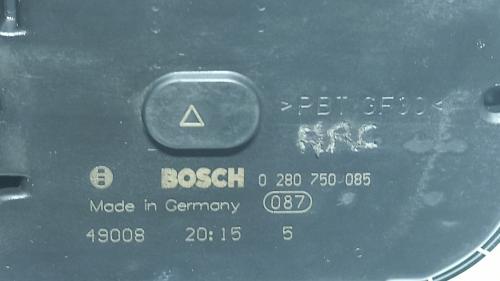 >PBT GF30<
BOSCH 0 280 750 085
Made in Germany 087
49008 20:15 5